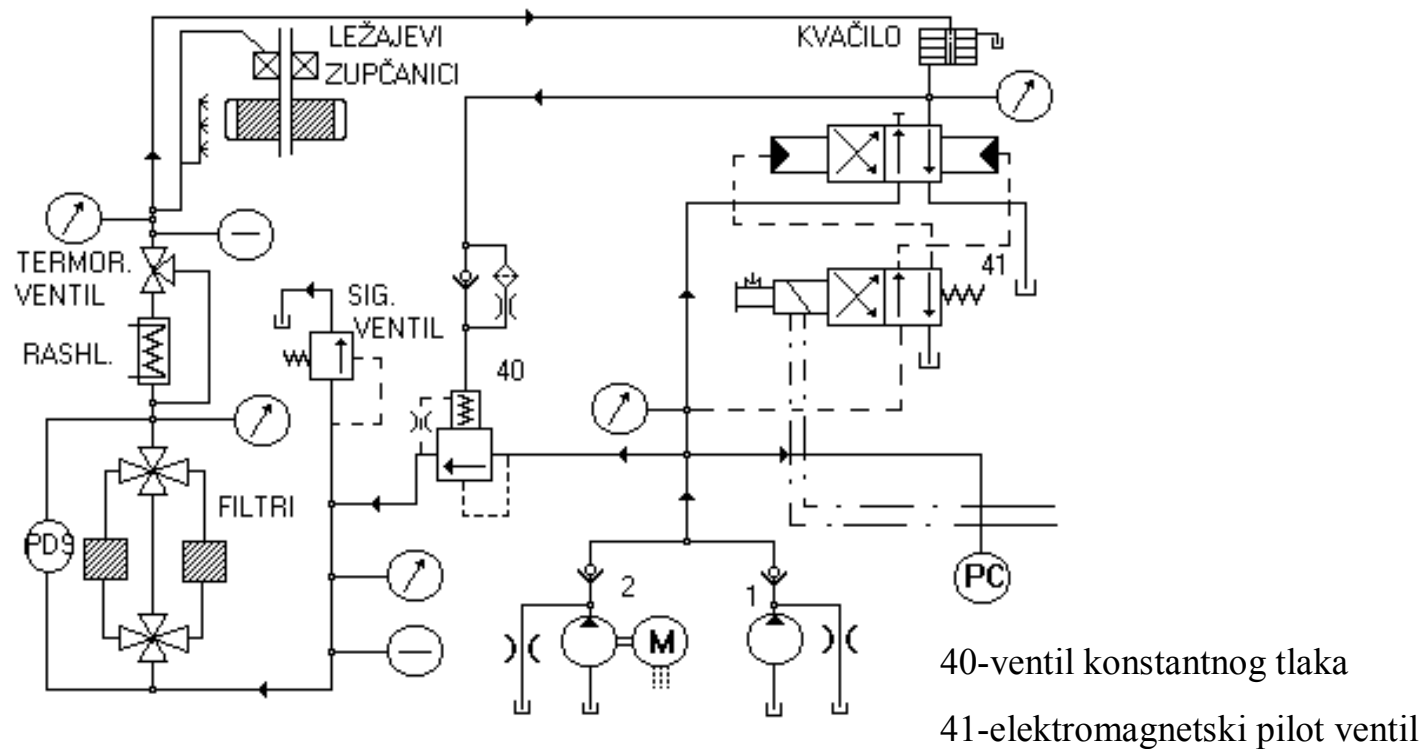 LEŽAJEVI
ZUPČANICI
KVAČILO
TERMOR.
VENTIL
SIG.
VENTIL
41
RASHL.
40
FILTRI
PDS
PC
2
1
M
40-ventil konstantnog tlaka
41-elektromagnetski pilot ventil